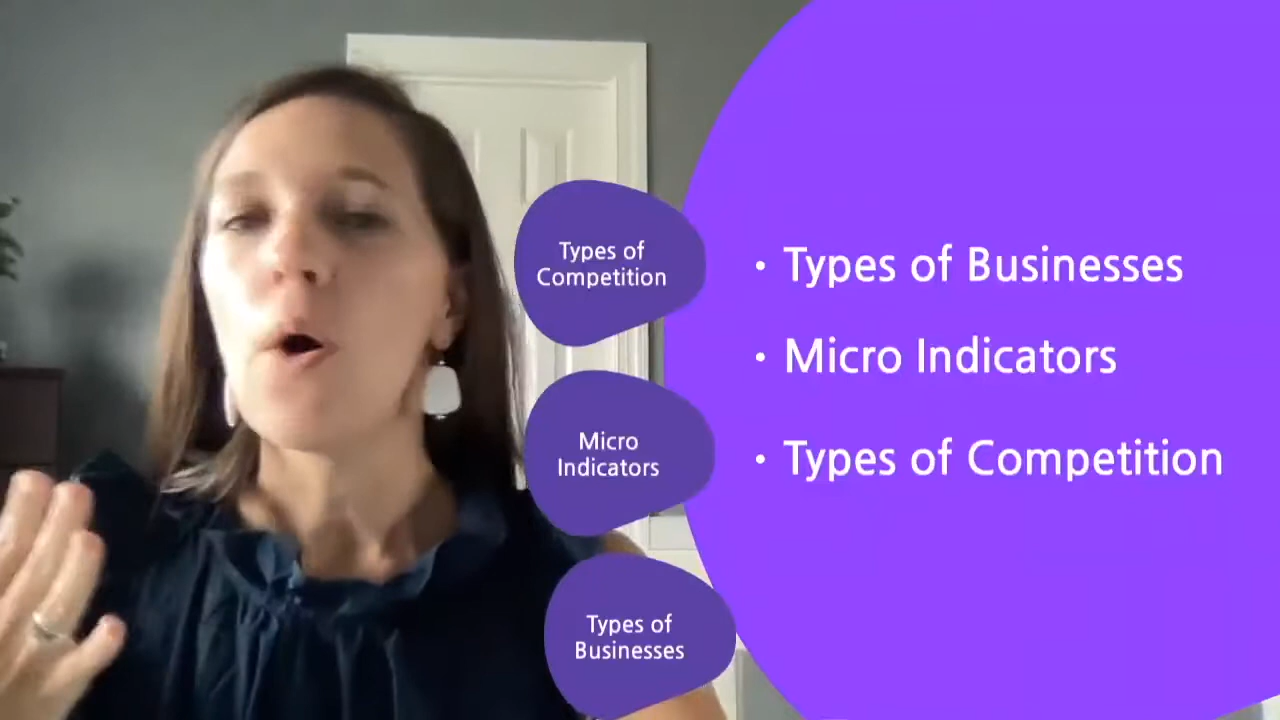 Types of
Competition
Micro
Indicators
Types of
Businesses
• Types of Businesses
• Micro Indicators
• Types of Competition